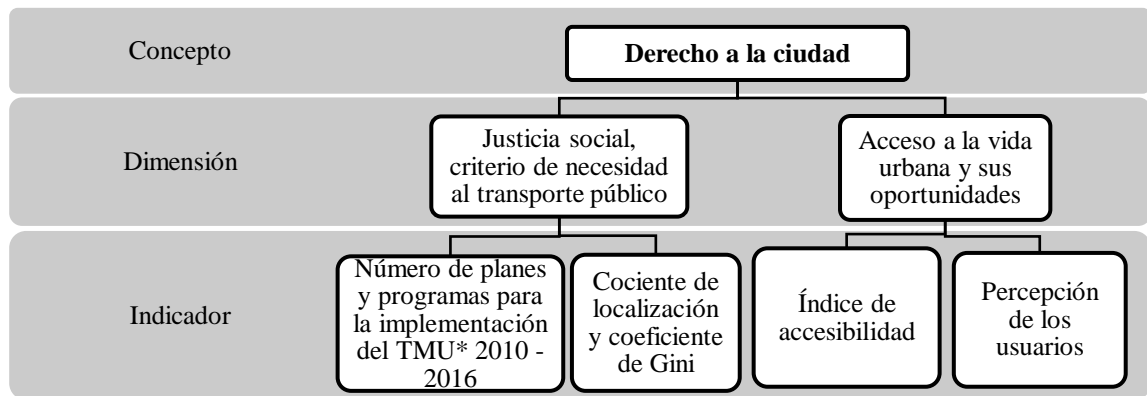 Concepto
Derecho a la ciudad
Dimensión
Justicia social,
criterio de necesidad
al transporte público
Acceso a la vida
urbana y sus
oportunidades
Indicador
Número de planes
y programas para
la implementación
del TMU* 2010 -
2016
Cociente de
localización
y coeficiente
de Gini
Índice de
accesibilidad
Percepción
de los
usuarios